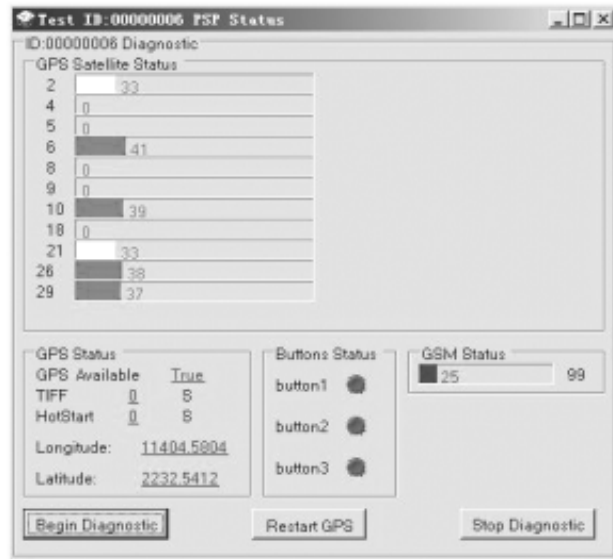 Test ID:00000006 PSP Status
ID:00000006 Diagnostic
GPS Satellite Status
2 33
4 0
5 0
6 41
8 0
9 0
10 39
18 0
21 33
26 38
29 37
GPS Status
GPS Available True
TIFF 0 S
HotStart 0 S
Longitude: 11404.5804
Latitude: 2232.5412
Buttons Status
button1
button2
button3
GSM Status
25 99
Begin Diagnostic
Restart GPS
Stop Diagnostic